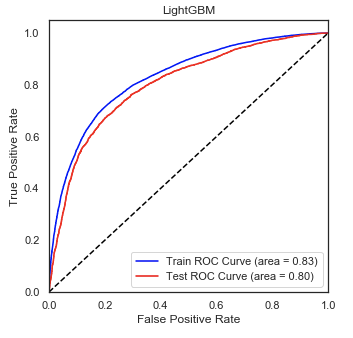 LightGBM
1.0
0.8
0.6
0.4
0.2
0.0
True Positive Rate
Train ROC Curve (area = 0.83)
Test ROC Curve (area = 0.80)
0.0 0.2 0.4 0.6 0.8 1.0
False Positive Rate